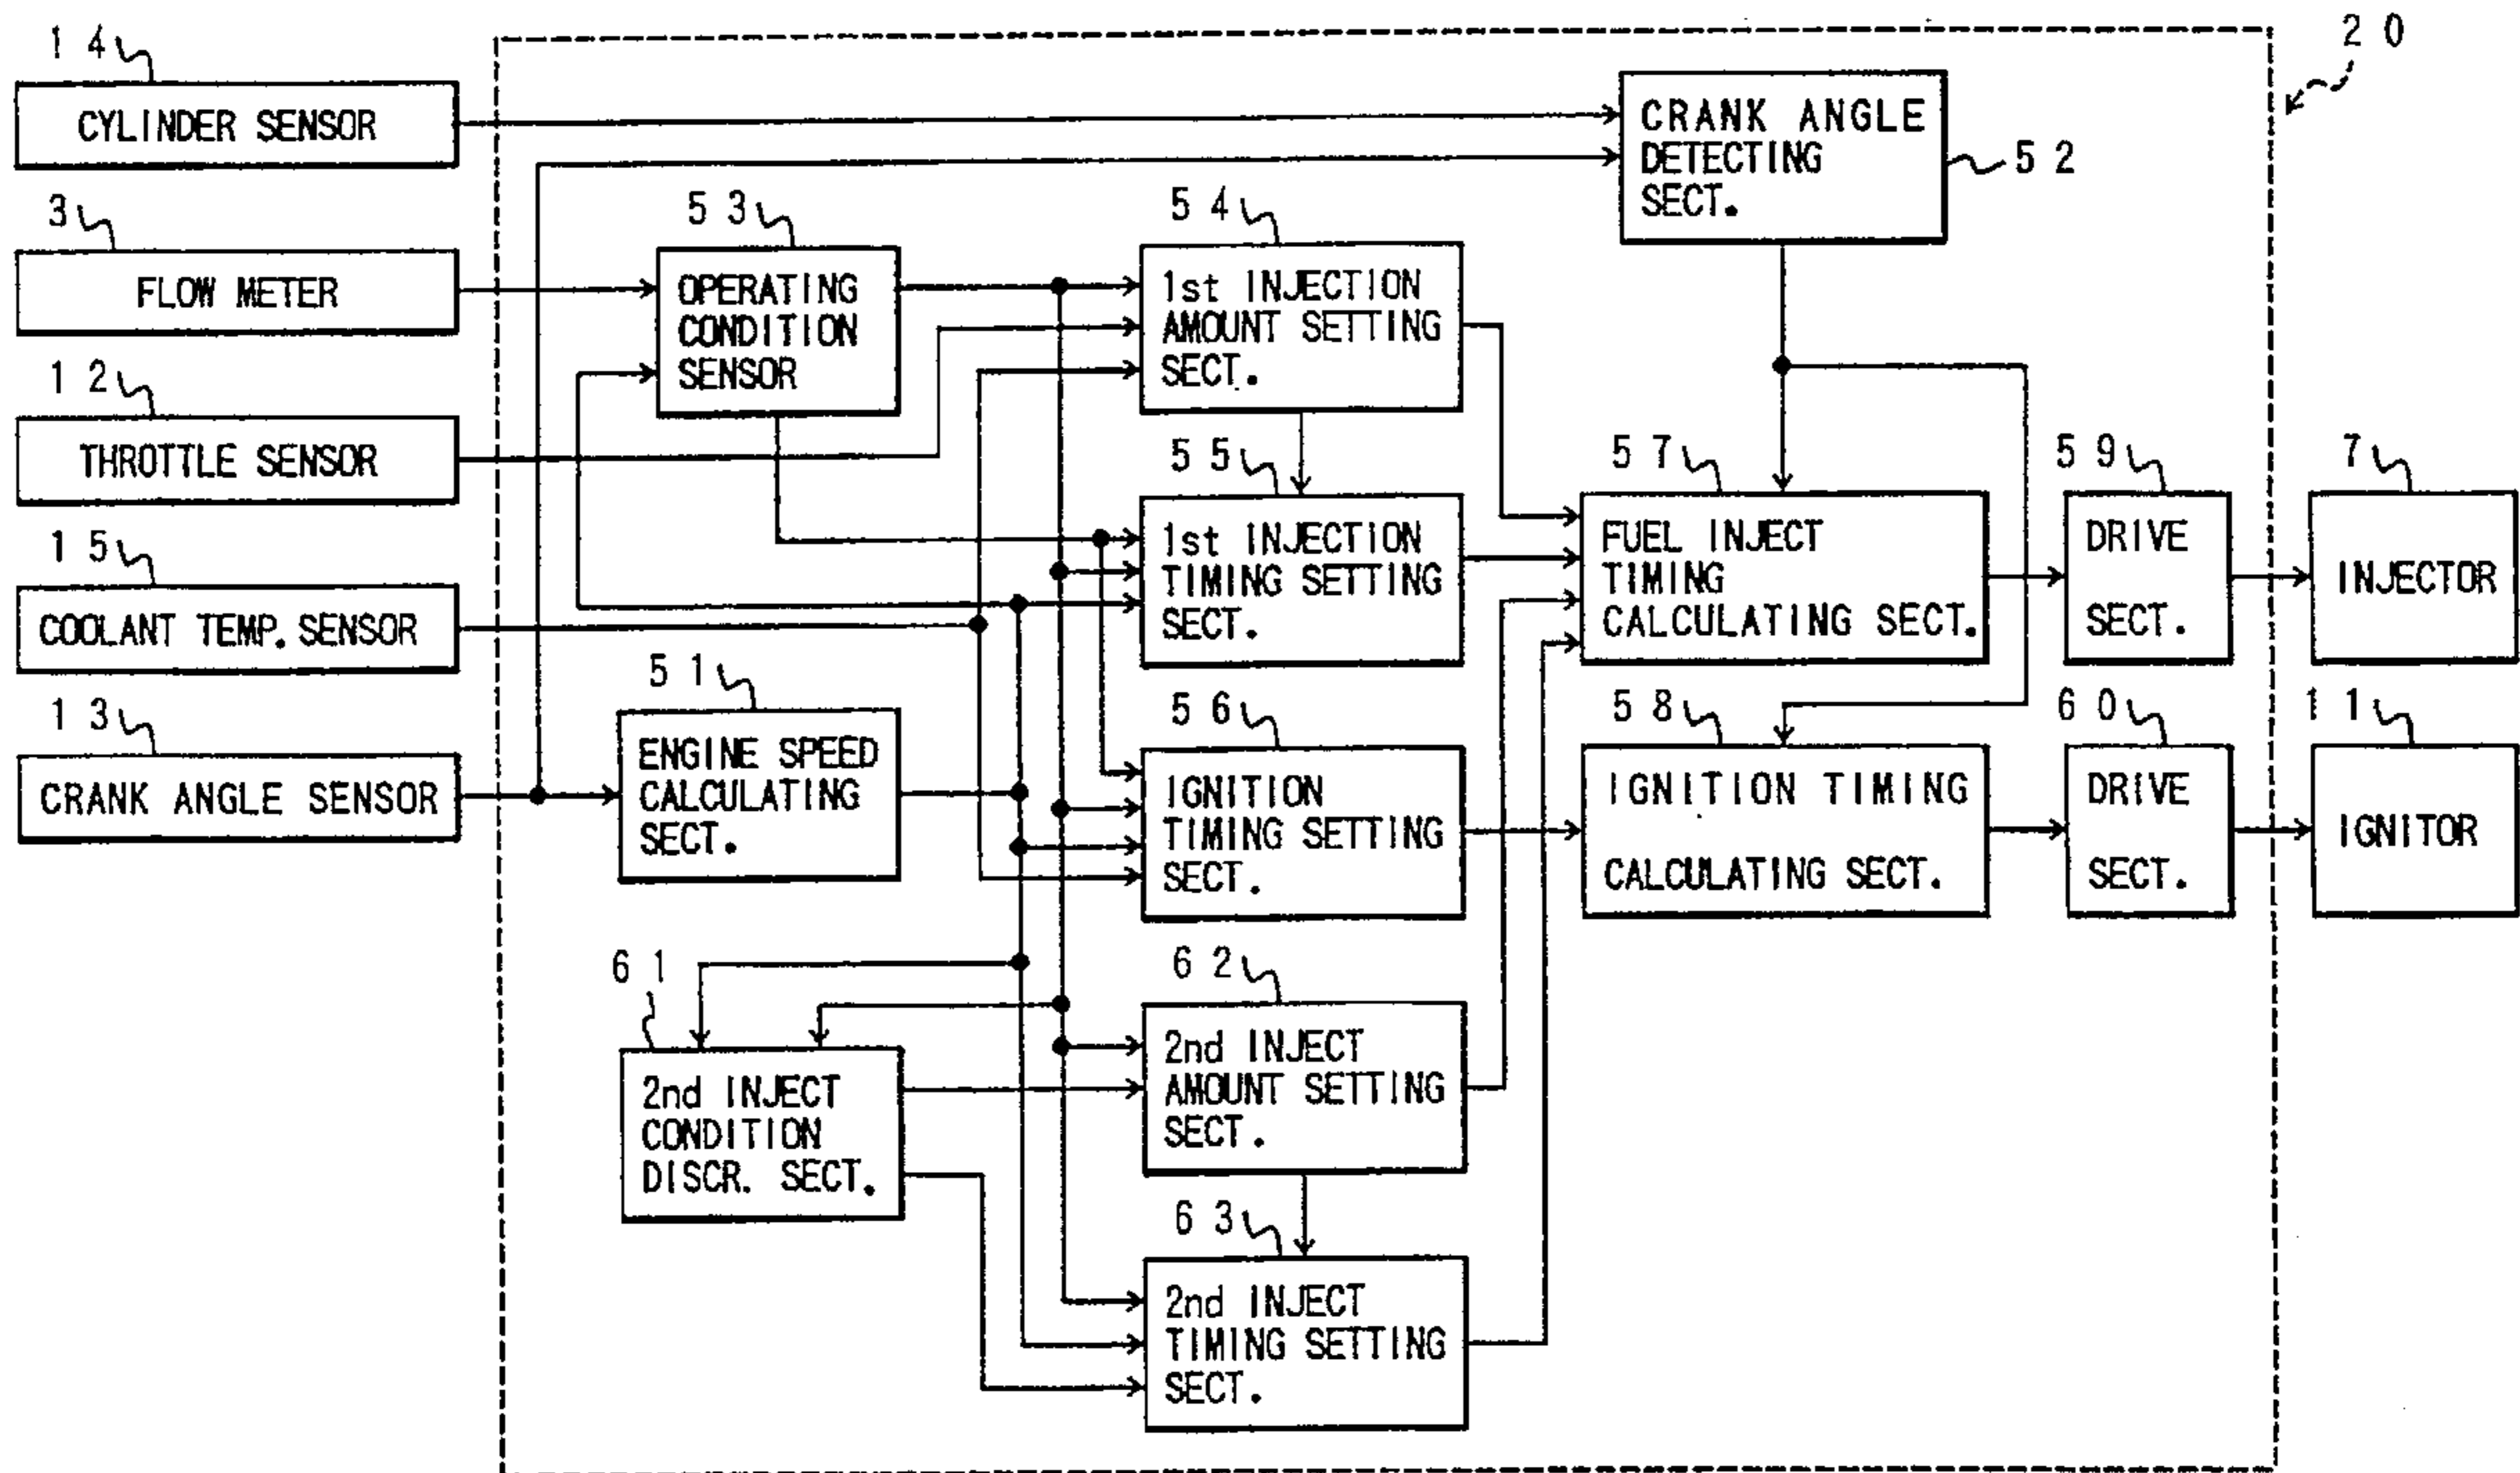 20
14
CYLINDER SENSOR
CRANK ANGLE
DETECTING
SECT.
52
3
FLOW METER
53
OPERATING
CONDITION
SENSOR
54
1st INJECTION
AMOUNT SETTING
SECT.
12
THROTTLE SENSOR
55
1st INJECTION
TIMING SETTING
SECT.
57
FUEL INJECT
TIMING
CALCULATING SECT.
59
DRIVE
SECT.
7
INJECTOR
15
COOLANT TEMP. SENSOR
13
CRANK ANGLE SENSOR
51
ENGINE SPEED
CALCULATING
SECT.
56
IGNITION
TIMING SETTING
SECT.
58
IGNITION TIMING
CALCULATING SECT.
60
DRIVE
SECT.
11
IGNITOR
61
2nd INJECT
CONDITION
DISCR. SECT.
62
2nd INJECT
AMOUNT SETTING
SECT.
63
2nd INJECT
TIMING SETTING
SECT.